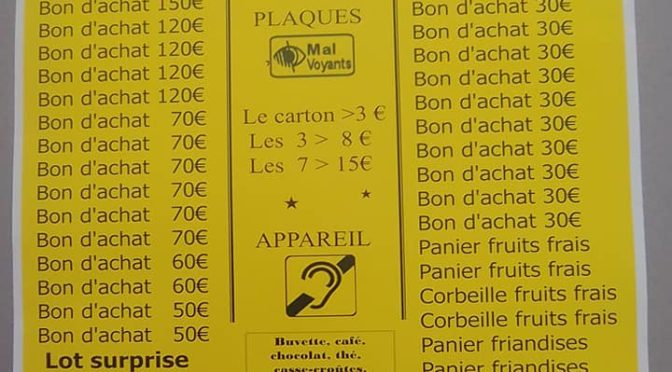 Bon d'achat 150€
Bon d'achat 120€
Bon d'achat 120€
Bon d'achat 120€
Bon d'achat 120€
Bon d'achat 70€
Bon d'achat 70€
Bon d'achat 70€
Bon d'achat 70€
Bon d'achat 70€
Bon d'achat 70€
Bon d'achat 60€
Bon d'achat 60€
Bon d'achat 50€
Bon d'achat 50€
Lot surprise
PLAQUES
Mal
Voyants
Le carton >3 €
Les 3 > 8€
Les 7 > 15€
APPAREIL
Buvette, café,
chocolat, thé,
casse-croûtes,
Bon d'achat 30€
Bon d'achat 30€
Bon d'achat 30€
Bon d'achat 30€
Bon d'achat 30€
Bon d'achat 30€
Bon d'achat 30€
Bon d'achat 30€
Bon d'achat 30€
Bon d'achat 30€
Panier fruits frais
Panier fruits frais
Corbeille fruits frais
Corbeille fruits frais
Panier friandises
Panier friandises